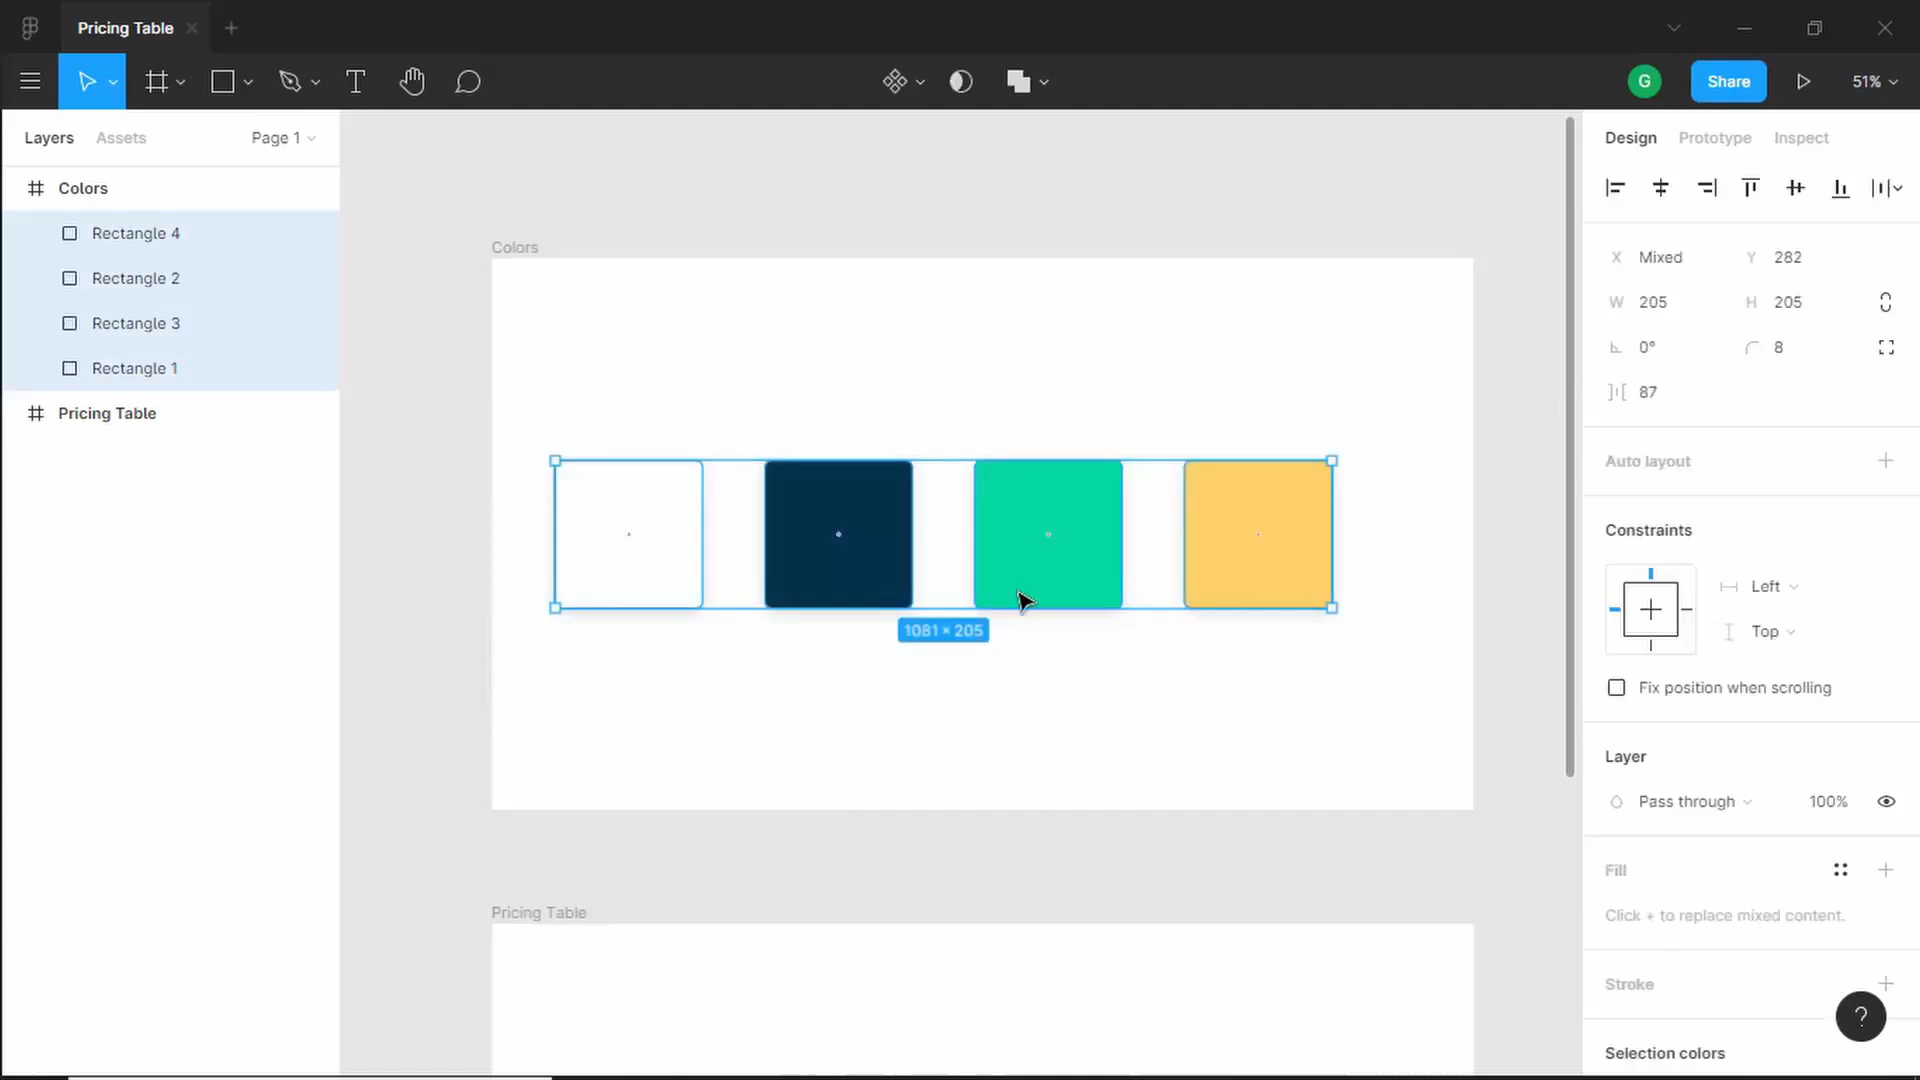 Pricing Table
G
Share
51%
Layers
Assets
Page 1
Colors
Rectangle 4
Rectangle 2
Rectangle 3
Rectangle 1
Pricing Table
Colors
1081 × 205
Pricing Table
Design
Prototype
Inspect
X Mixed
Y 282
W 205
H 205
0°
8
87
Auto layout
Constraints
Left
Top
Fix position when scrolling
Layer
Pass through
100%
Fill
Click + to replace mixed content.
Stroke
?
Selection colors